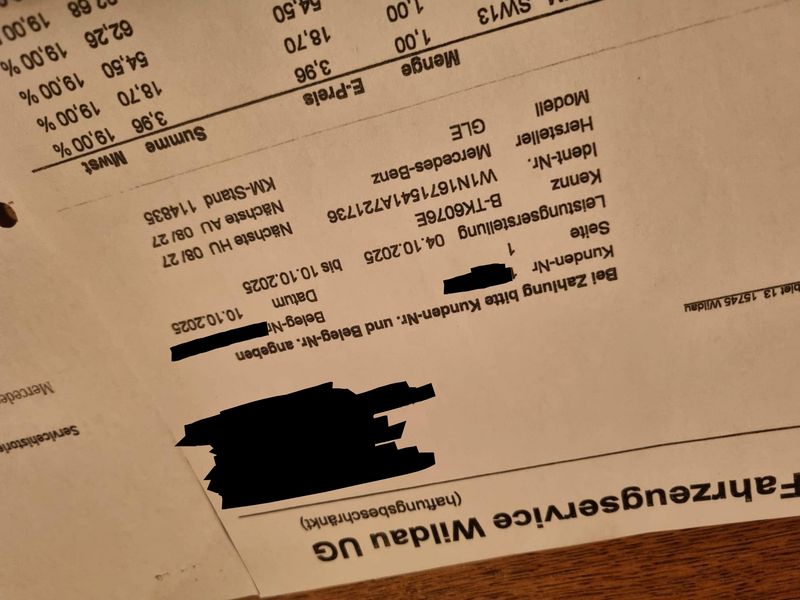 Fahrzeugservice Wildau UG
(haftungsbeschränkt)
13, 15745 Wildau
Bei Zahlung bitte Kunden-Nr. und Beleg-Nr. angeben
Kunden-Nr Beleg-Nr
Seite 1 Datum 10.10.2025
Leistungserstellung 04.10.2025 bis 10.10.2025
Kennz B-TK6076E Nächste HU 08/27
Ident-Nr. W1N1671541A721736 Nächste AU 08/27
Hersteller Mercedes-Benz KM-Stand 114835
Modell GLE
Menge E-Preis Summe Mwst
1,00 3,96 3,96 19,00 %
1,00 18,70 18,70 19,00 %
SW13 54,50 54,50 19,00 %
62,26 19,00 %
68 19,00 %
Servicehistorie